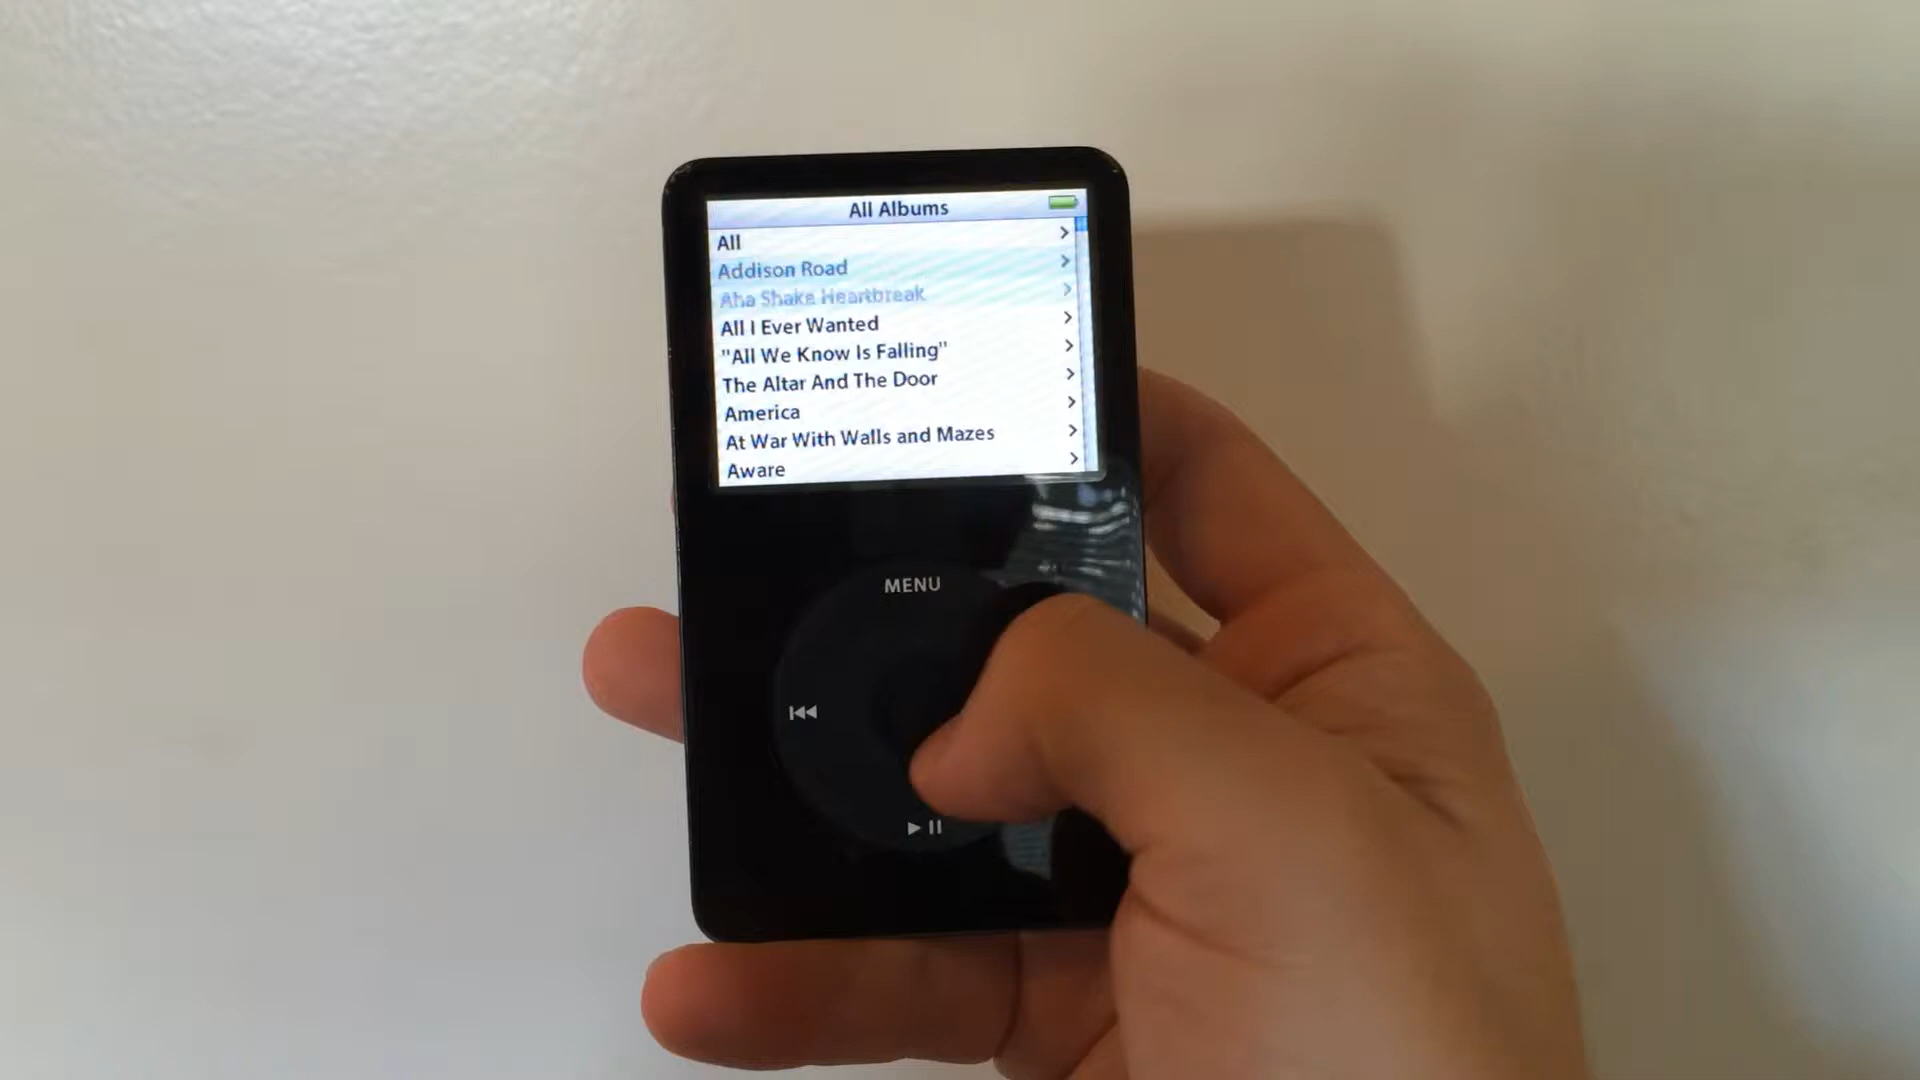 All Albums
All
Addison Road
Aha Shake Heartbreak
All I Ever Wanted
"All We Know Is Falling"
The Altar And The Door
America
At War With Walls and Mazes
Aware
MENU